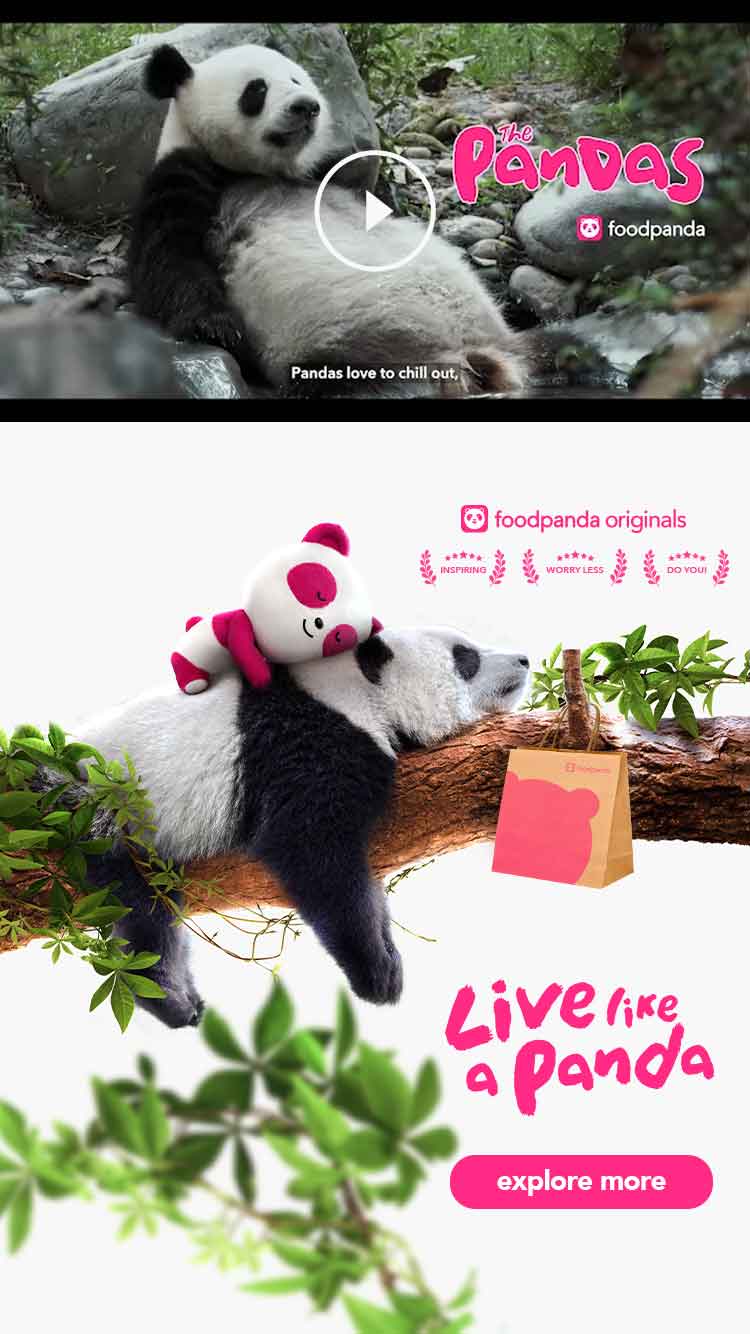 The
Pandas
foodpanda
Pandas love to chill out,
foodpanda originals
INSPIRING
WORRY LESS
DO YOU!
foodpanda
Live like
a panda
explore more